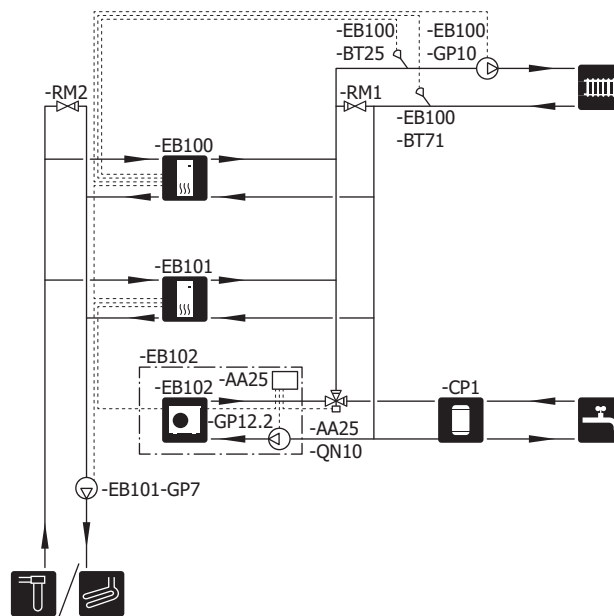 -EB100
-BT25
-EB100
-GP10
-RM2
-RM1
-EB100
-BT71
-EB100
-EB101
-EB102
-EB102
-AA25
-GP12.2
-AA25
-QN10
-CP1
-EB101-GP7